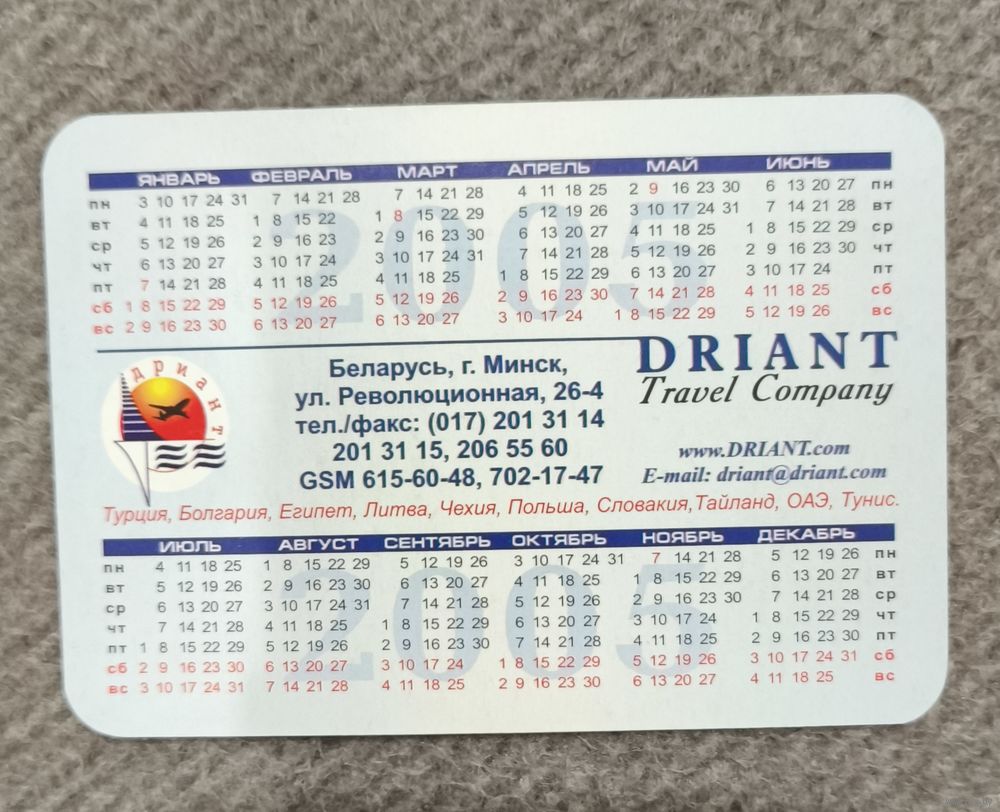 ЯНВАРЬ ФЕВРАЛЬ МАРТ АПРЕЛЬ МАЙ ИЮНЬ
пн 3 10 17 24 31 7 14 21 28 7 14 21 28 4 11 18 25 2 9 16 23 30 6 13 20 27 пн
вт 4 11 18 25 1 8 15 22 1 8 15 22 29 5 12 19 26 3 10 17 24 31 7 14 21 28 вт
ср 5 12 19 26 2 9 16 23 2 9 16 23 30 6 13 20 27 4 11 18 25 1 8 15 22 29 ср
чт 6 13 20 27 3 10 17 24 3 10 17 24 31 7 14 21 28 5 12 19 26 2 9 16 23 30 чт
пт 7 14 21 28 4 11 18 25 4 11 18 25 1 8 15 22 29 6 13 20 27 3 10 17 24 пт
сб 1 8 15 22 29 5 12 19 26 5 12 19 26 2 9 16 23 30 7 14 21 28 4 11 18 25 сб
вс 2 9 16 23 30 6 13 20 27 6 13 20 27 3 10 17 24 1 8 15 22 29 5 12 19 26 вс
2005
дриант
Беларусь, г. Минск,
ул. Революционная, 26-4
тел./факс: (017) 201 31 14
201 31 15, 206 55 60
GSM 615-60-48, 702-17-47
DRIANT
Travel Company
www.DRIANT.com
E-mail: driant@driant.com
Турция, Болгария, Египет, Литва, Чехия, Польша, Словакия,Тайланд, ОАЭ, Тунис.
ИЮЛЬ АВГУСТ СЕНТЯБРЬ ОКТЯБРЬ НОЯБРЬ ДЕКАБРЬ
пн 4 11 18 25 1 8 15 22 29 5 12 19 26 3 10 17 24 31 7 14 21 28 5 12 19 26 пн
вт 5 12 19 26 2 9 16 23 30 6 13 20 27 4 11 18 25 1 8 15 22 29 6 13 20 27 вт
ср 6 13 20 27 3 10 17 24 31 7 14 21 28 5 12 19 26 2 9 16 23 30 7 14 21 28 ср
чт 7 14 21 28 4 11 18 25 1 8 15 22 29 6 13 20 27 3 10 17 24 1 8 15 22 29 чт
пт 1 8 15 22 29 5 12 19 26 2 9 16 23 30 7 14 21 28 4 11 18 25 2 9 16 23 30 пт
сб 2 9 16 23 30 6 13 20 27 3 10 17 24 1 8 15 22 29 5 12 19 26 3 10 17 24 31 сб
вс 3 10 17 24 31 7 14 21 28 4 11 18 25 2 9 16 23 30 6 13 20 27 4 11 18 25 вс
2005